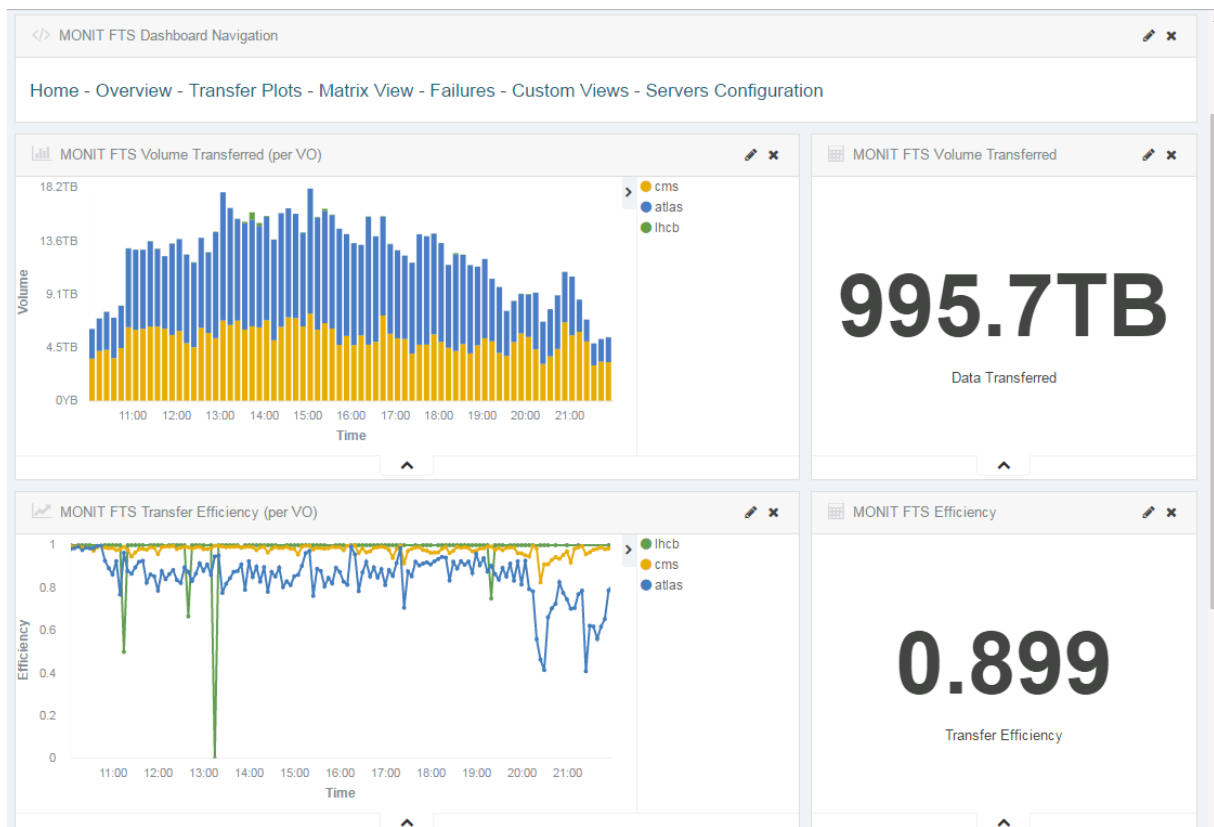 MONIT FTS Dashboard Navigation
Home - Overview - Transfer Plots - Matrix View - Failures - Custom Views - Servers Configuration
MONIT FTS Volume Transferred (per VO)
18.2TB
13.6TB
9.1TB
4.5TB
0YB
Volume
11:00 12:00 13:00 14:00 15:00 16:00 17:00 18:00 19:00 20:00 21:00
Time
cms
atlas
lhcb
MONIT FTS Volume Transferred
995.7TB
Data Transferred
MONIT FTS Transfer Efficiency (per VO)
1
0.8
0.6
0.4
0.2
0
Efficiency
11:00 12:00 13:00 14:00 15:00 16:00 17:00 18:00 19:00 20:00 21:00
Time
lhcb
cms
atlas
MONIT FTS Efficiency
0.899
Transfer Efficiency